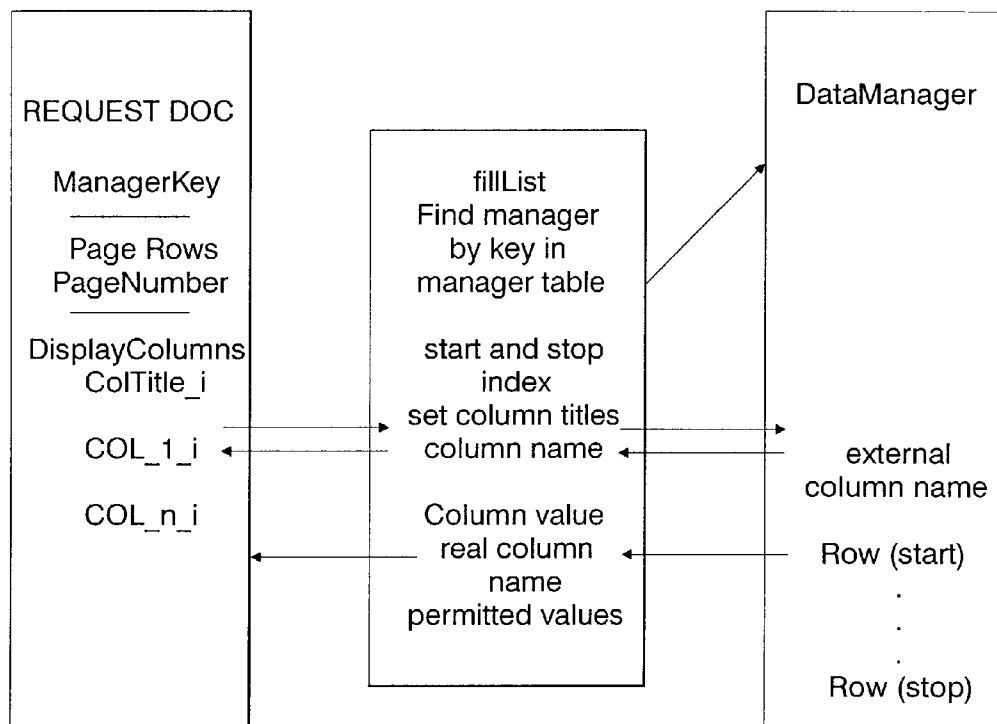 REQUEST DOC
ManagerKey
Page Rows
PageNumber
DisplayColumns
ColTitle_i
COL_1_i
COL_n_i
fillList
Find manager
by key in
manager table
start and stop
index
set column titles
column name
Column value
real column
name
permitted values
DataManager
external
column name
Row (start)
.
.
.
Row (stop)